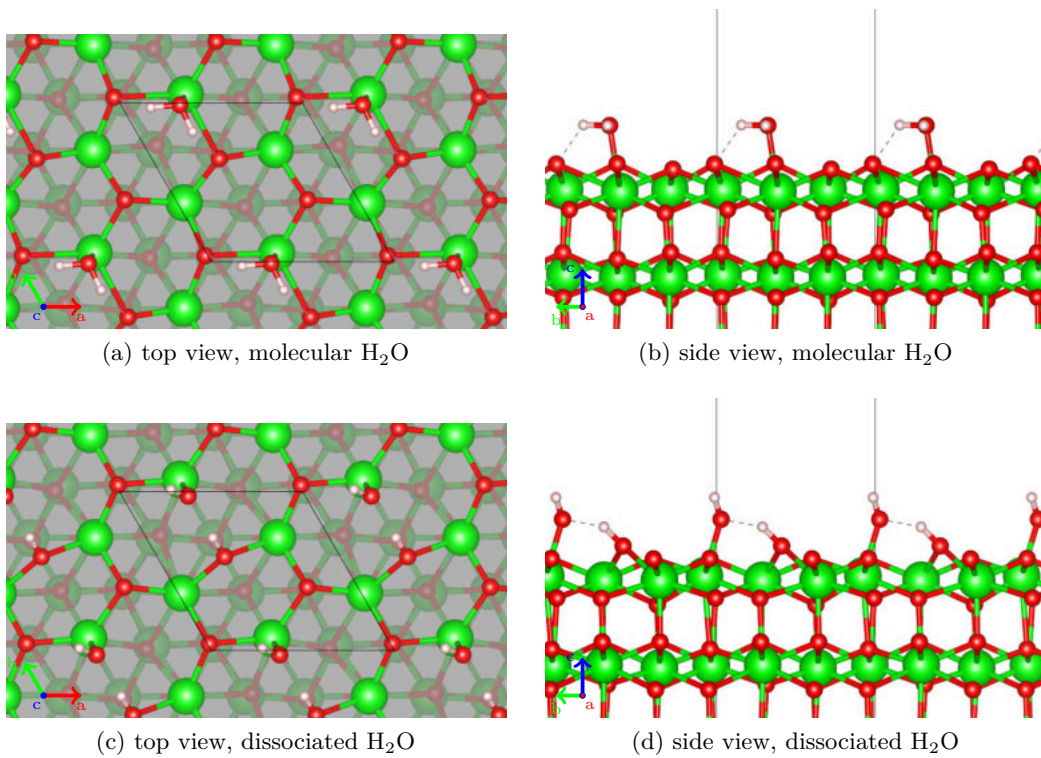 b
c
a
c
b
a
(a) top view, molecular H₂O
(b) side view, molecular H₂O
b
c
a
c
b
a
(c) top view, dissociated H₂O
(d) side view, dissociated H₂O